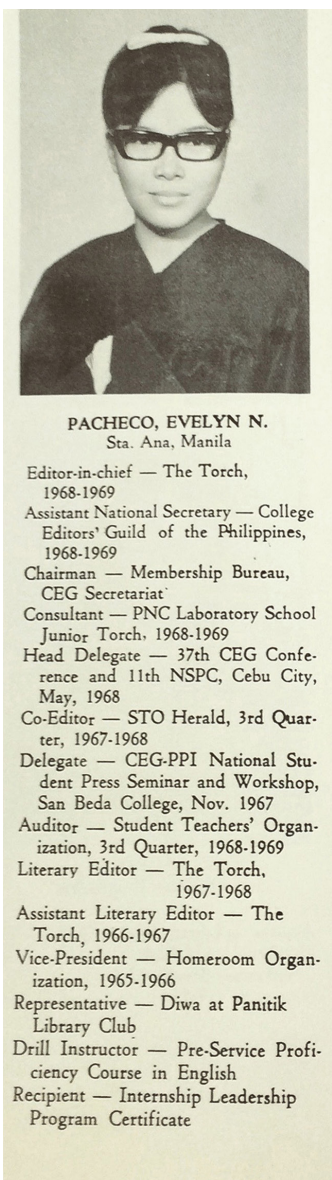 PACHECO, EVELYN N.
Sta. Ana, Manila
Editor-in-chief — The Torch,
1968-1969
Assistant National Secretary — College
Editors' Guild of the Philippines,
1968-1969
Chairman — Membership Bureau,
CEG Secretariat
Consultant — PNC Laboratory School
Junior Torch, 1968-1969
Head Delegate — 37th CEG Confe-
rence and 11th NSPC, Cebu City,
May, 1968
Co-Editor — STO Herald, 3rd Quar-
ter, 1967-1968
Delegate — CEG-PPI National Stu-
dent Press Seminar and Workshop,
San Beda College, Nov. 1967
Auditor — Student Teachers' Organ-
ization, 3rd Quarter, 1968-1969
Literary Editor — The Torch,
1967-1968
Assistant Literary Editor — The
Torch, 1966-1967
Vice-President — Homeroom Organ-
ization, 1965-1966
Representative — Diwa at Panitik
Library Club
Drill Instructor — Pre-Service Profi-
ciency Course in English
Recipient — Internship Leadership
Program Certificate